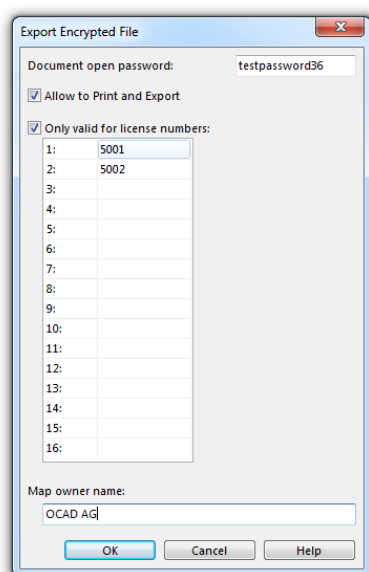 Export Encrypted File
Document open password: testpassword36
Allow to Print and Export
Only valid for license numbers:
1: 5001
2: 5002
3:
4:
5:
6:
7:
8:
9:
10:
11:
12:
13:
14:
15:
16:
Map owner name:
OCAD AG
OK Cancel Help